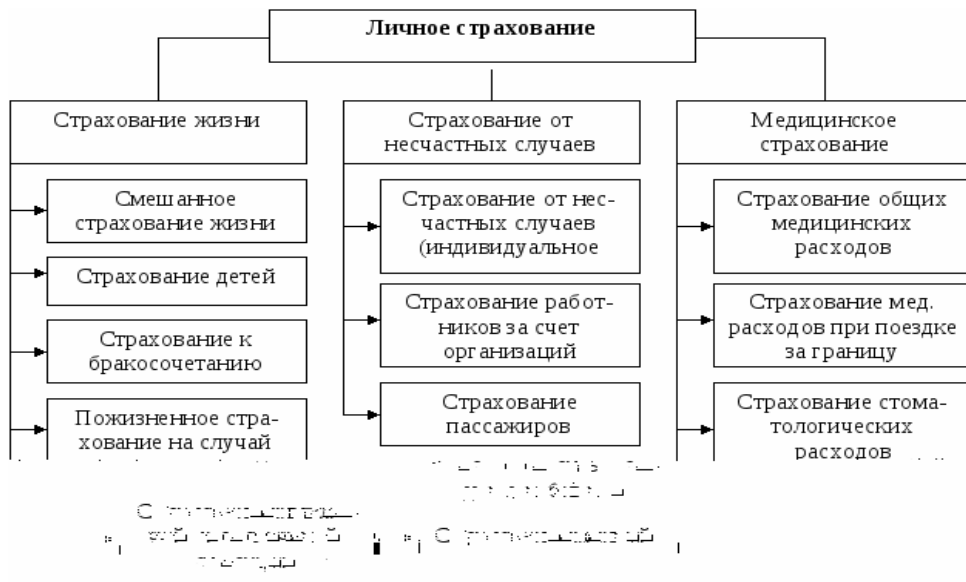 Личное страхование
Страхование жизни
Смешанное
страхование жизни
Страхование детей
Страхование к
бракосочетанию
Пожизненное стра-
хование на случай
Страхование от
несчастных случаев
Страхование от нес-
частных случаев
(индивидуальное
Страхование работ-
ников за счет
организаций
Страхование
пассажиров
Медицинское
страхование
Страхование общих
медицинских
расходов
Страхование мед.
расходов при поездке
за границу
Страхование стома-
тологических
расходов